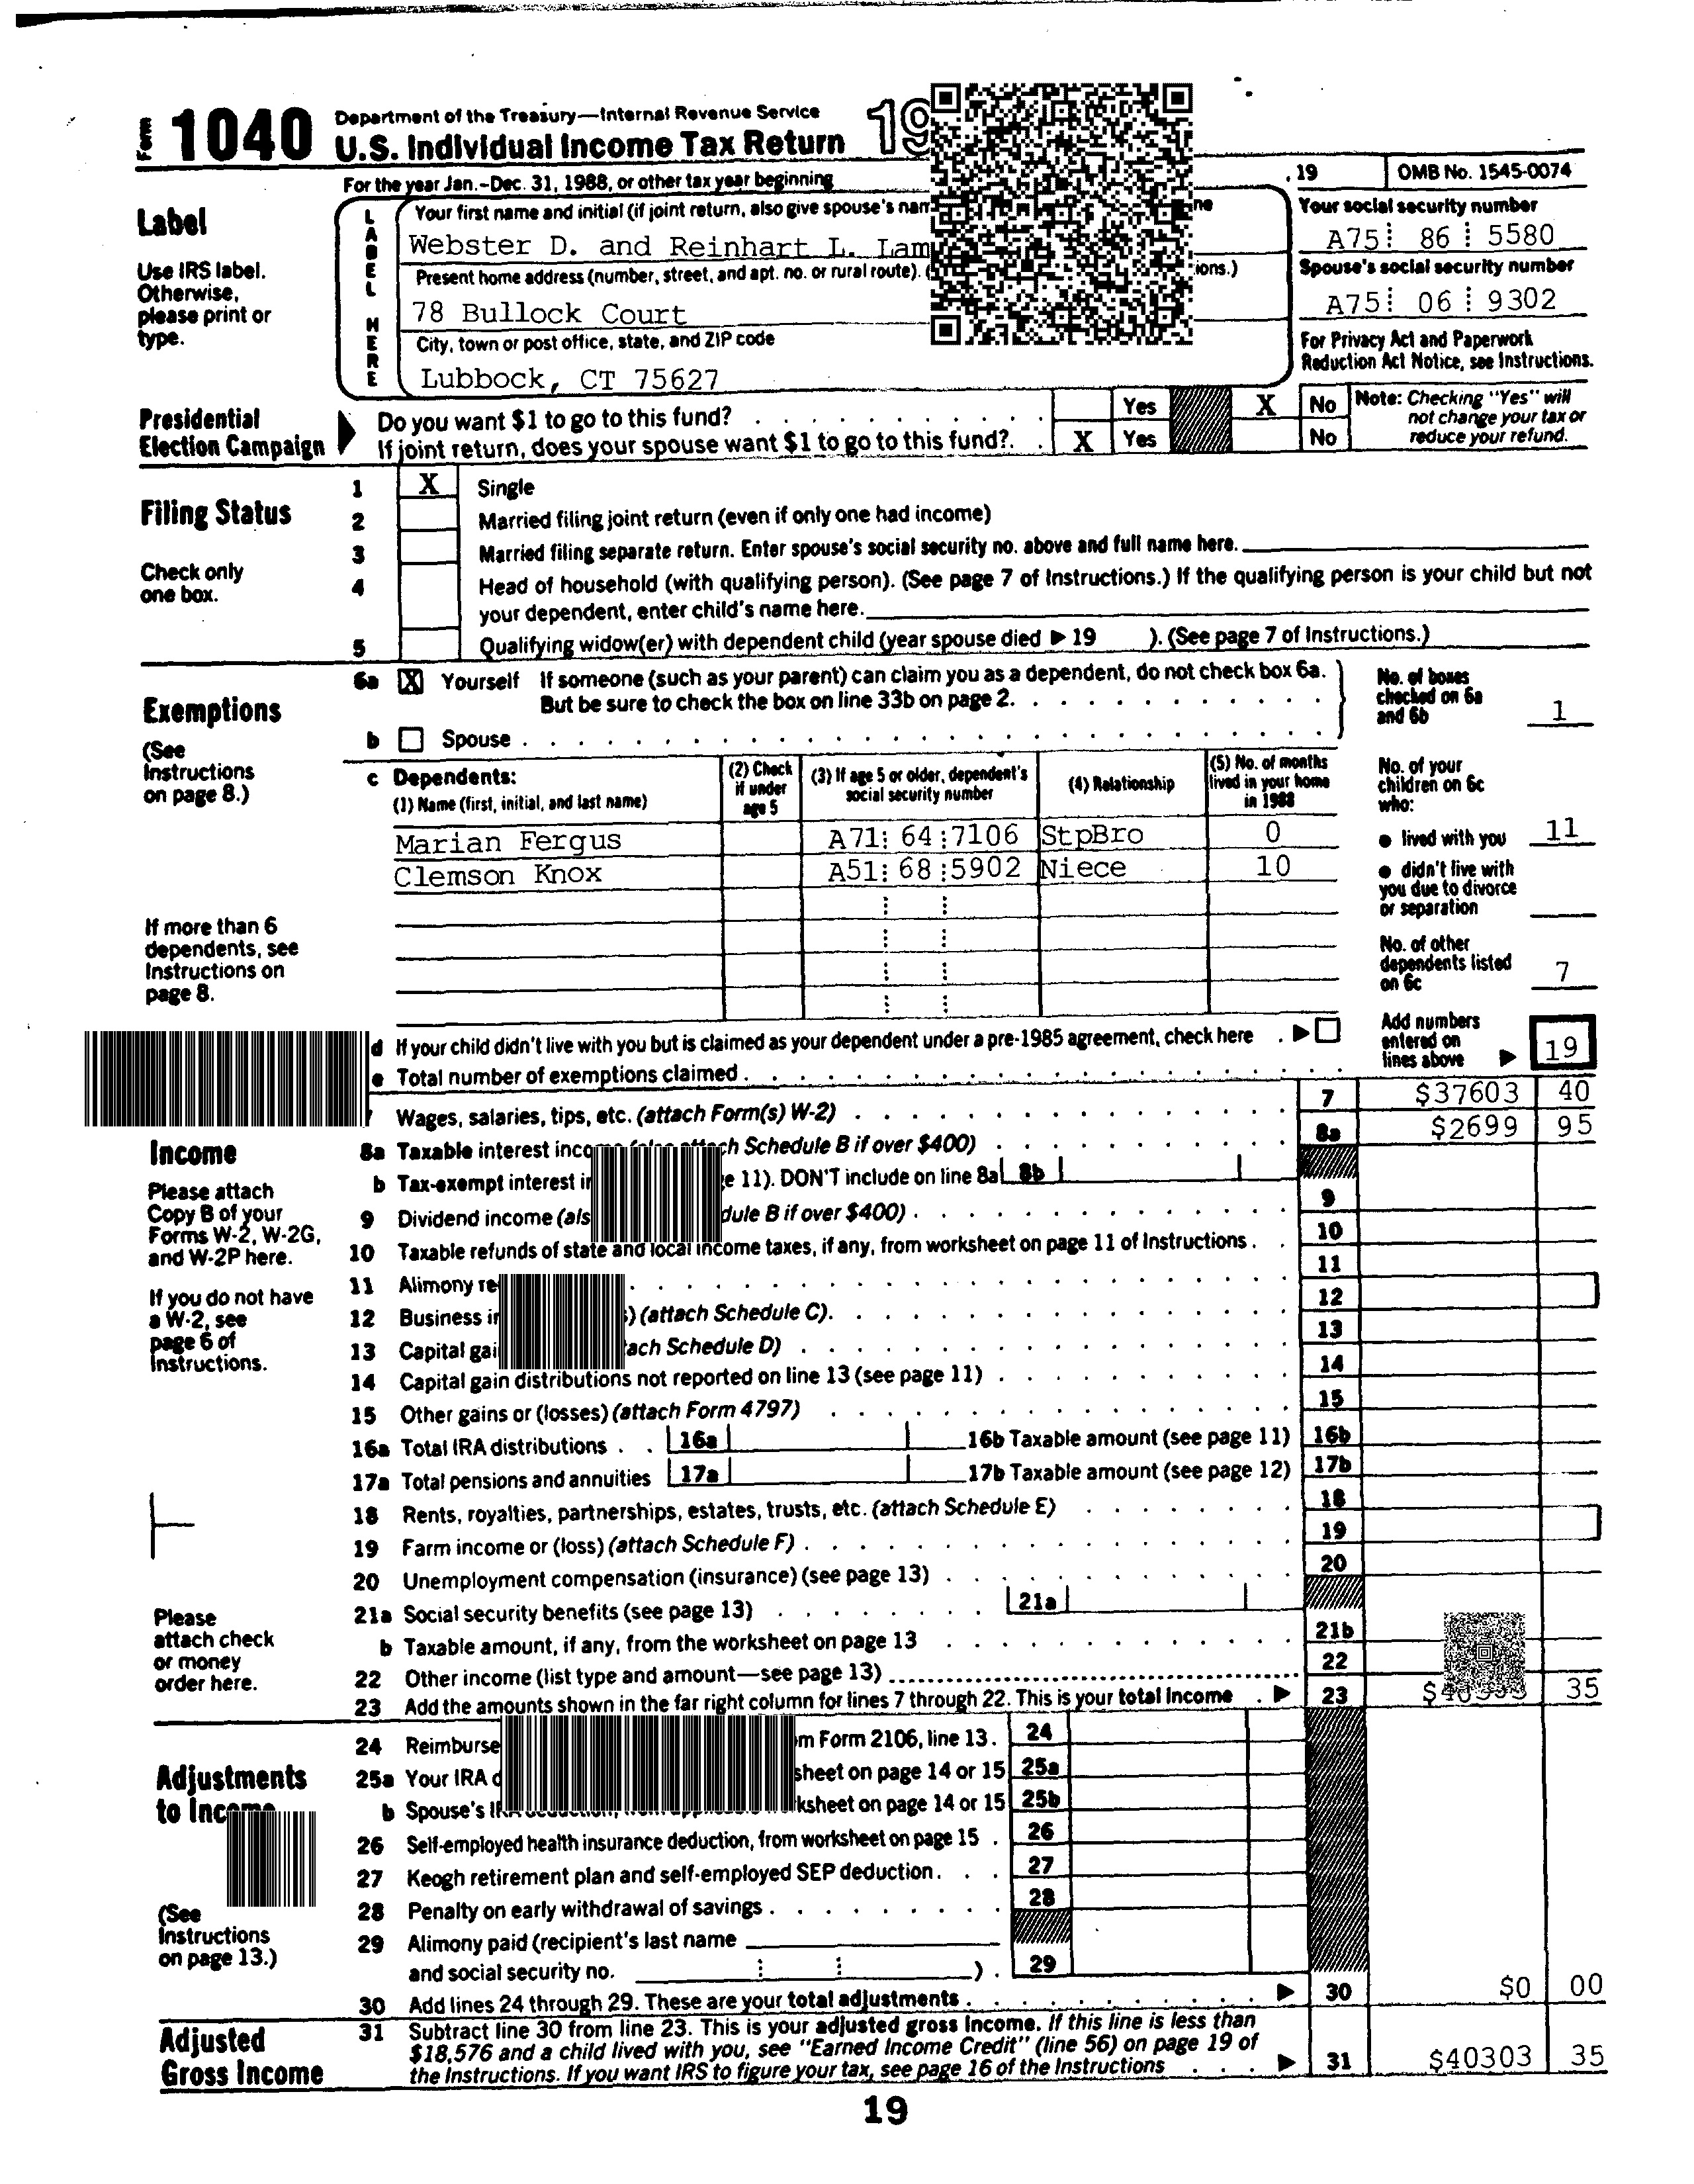 Form 1040 Department of the Treasury—Internal Revenue Service
U.S. Individual Income Tax Return 19
For the year Jan.-Dec. 31, 1988, or other tax year beginning , 19 OMB No. 1545-0074
Label
Use IRS label.
Otherwise,
please print or
type.
LABEL HERE
Your first name and initial (if joint return, also give spouse's
Webster D. and Reinhart L.
Present home address (number, street, and apt. no. or rural route).
78 Bullock Court
City, town or post office, state, and ZIP code
Lubbock, CT 75627
Your social security number
A75 86 5580
Spouse's social security number
A75 06 9302
For Privacy Act and Paperwork
Reduction Act Notice, see Instructions.
Presidential
Election Campaign
Do you want $1 to go to this fund? Yes X No
If joint return, does your spouse want $1 to go to this fund? X Yes No
Note: Checking "Yes" will
not change your tax or
reduce your refund.
Filing Status
Check only
one box.
1 X Single
2 Married filing joint return (even if only one had income)
3 Married filing separate return. Enter spouse's social security no. above and full name here.
4 Head of household (with qualifying person). (See page 7 of Instructions.) If the qualifying person is your child but not
your dependent, enter child's name here.
5 Qualifying widow(er) with dependent child (year spouse died ▶ 19 ). (See page 7 of Instructions.)
Exemptions
(See
Instructions
on page 8.)
6a X Yourself If someone (such as your parent) can claim you as a dependent, do not check box 6a.
But be sure to check the box on line 33b on page 2.
b Spouse
No. of boxes
checked on 6a
and 6b 1
c Dependents:
(1) Name (first, initial, and last name)
(2) Check
if under
age 5
(3) If age 5 or older, dependent's
social security number
(4) Relationship
(5) No. of months
lived in your home
in 1988
Marian Fergus A71 64 7106 StpBro 0
Clemson Knox A51 68 5902 Niece 10
No. of your
children on 6c
who:
● lived with you 11
● didn't live with
you due to divorce
or separation
No. of other
dependents listed
on 6c 7
If more than 6
dependents, see
Instructions on
page 8.
d If your child didn't live with you but is claimed as your dependent under a pre-1985 agreement, check here ▶
e Total number of exemptions claimed
Add numbers
entered on
lines above ▶ 19
Income
Please attach
Copy B of your
Forms W-2, W-2G,
and W-2P here.
If you do not have
a W-2, see
page 6 of
Instructions.
Wages, salaries, tips, etc. (attach Form(s) W-2) 7 $37603 40
8a Taxable interest Schedule B if over $400) 8a $2699 95
b Tax-exempt interest 11). DON'T include on line 8a 8b
9 Dividend income B if over $400) 9
10 Taxable refunds of state and local income taxes, if any, from worksheet on page 11 of Instructions 10
11 Alimony 11
12 Business (attach Schedule C) 12
13 Capital Schedule D) 13
14 Capital gain distributions not reported on line 13 (see page 11) 14
15 Other gains or (losses) (attach Form 4797) 15
16a Total IRA distributions 16a 16b Taxable amount (see page 11) 16b
17a Total pensions and annuities 17a 17b Taxable amount (see page 12) 17b
18 Rents, royalties, partnerships, estates, trusts, etc. (attach Schedule E) 18
19 Farm income or (loss) (attach Schedule F) 19
20 Unemployment compensation (insurance) (see page 13) 20
21a Social security benefits (see page 13) 21a
b Taxable amount, if any, from the worksheet on page 13 21b
22 Other income (list type and amount—see page 13) 22
23 Add the amounts shown in the far right column for lines 7 through 22. This is your total income ▶ 23 35
Please
attach check
or money
order here.
Adjustments
to
(See
Instructions
on page 13.)
24 Form 2106, line 13. 24
25a Your IRA on page 14 or 15 25a
b Spouse's on page 14 or 15 25b
26 Self-employed health insurance deduction, from worksheet on page 15 26
27 Keogh retirement plan and self-employed SEP deduction 27
28 Penalty on early withdrawal of savings 28
29 Alimony paid (recipient's last name
and social security no. ) 29
30 Add lines 24 through 29. These are your total adjustments ▶ 30 $0 00
Adjusted
Gross Income
31 Subtract line 30 from line 23. This is your adjusted gross income. If this line is less than
$18,576 and a child lived with you, see "Earned Income Credit" (line 56) on page 19 of
the Instructions. If you want IRS to figure your tax, see page 16 of the Instructions ▶ 31 $40303 35
19